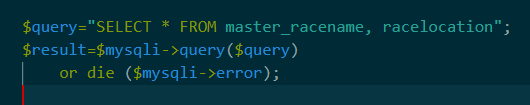 $query="SELECT * FROM master_racename, racelocation";
$result=$mysqli->query($query)
or die ($mysqli->error);